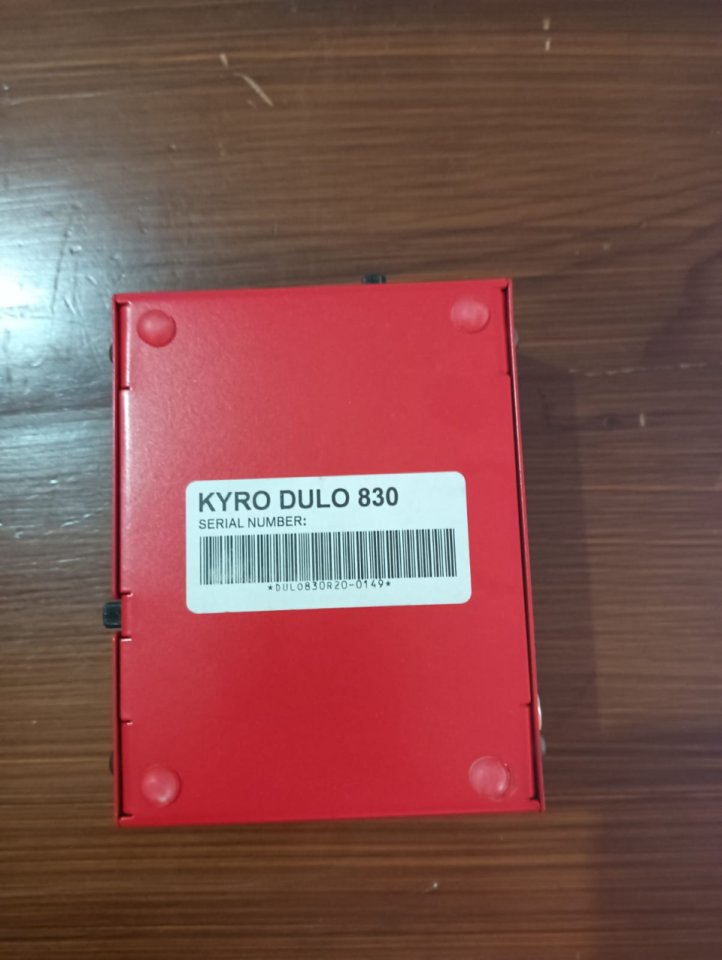 KYRO DULO 830
SERIAL NUMBER:
*DULO830R20-0149*